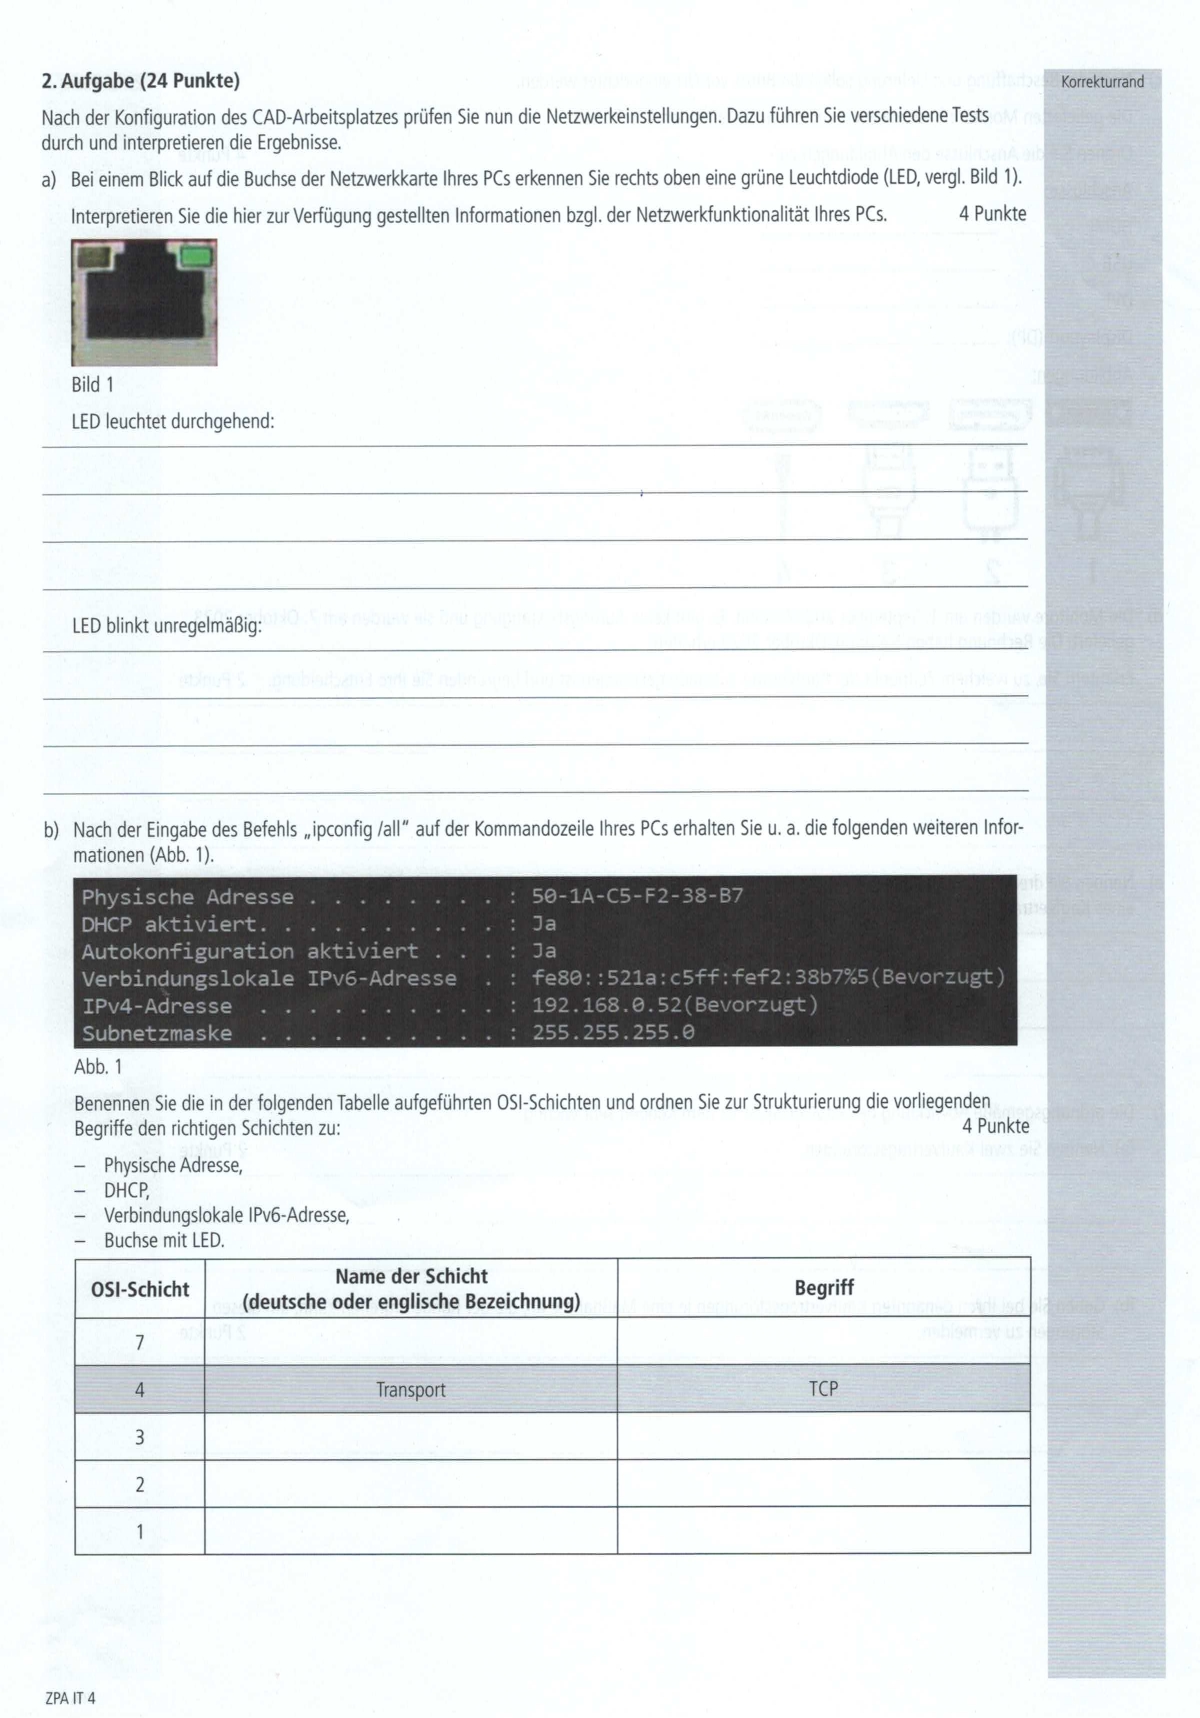 2. Aufgabe (24 Punkte)
Korrekturrand
Nach der Konfiguration des CAD-Arbeitsplatzes prüfen Sie nun die Netzwerkeinstellungen. Dazu führen Sie verschiedene Tests
durch und interpretieren die Ergebnisse.
a) Bei einem Blick auf die Buchse der Netzwerkkarte Ihres PCs erkennen Sie rechts oben eine grüne Leuchtdiode (LED, vergl. Bild 1).
Interpretieren Sie die hier zur Verfügung gestellten Informationen bzgl. der Netzwerkfunktionalität Ihres PCs. 4 Punkte
Bild 1
LED leuchtet durchgehend:
LED blinkt unregelmäßig:
b) Nach der Eingabe des Befehls „ipconfig /all" auf der Kommandozeile Ihres PCs erhalten Sie u. a. die folgenden weiteren Infor-
mationen (Abb. 1).
Physische Adresse . . . . . . . . : 50-1A-C5-F2-38-B7
DHCP aktiviert. . . . . . . . . . : Ja
Autokonfiguration aktiviert . . . : Ja
Verbindungslokale IPv6-Adresse . : fe80::521a:c5ff:fef2:38b7%5(Bevorzugt)
IPv4-Adresse . . . . . . . . . . : 192.168.0.52(Bevorzugt)
Subnetzmaske . . . . . . . . . . : 255.255.255.0
Abb. 1
Benennen Sie die in der folgenden Tabelle aufgeführten OSI-Schichten und ordnen Sie zur Strukturierung die vorliegenden
Begriffe den richtigen Schichten zu: 4 Punkte
– Physische Adresse,
– DHCP,
– Verbindungslokale IPv6-Adresse,
– Buchse mit LED.
OSI-Schicht Name der Schicht Begriff
(deutsche oder englische Bezeichnung)
7
4 Transport TCP
3
2
1
ZPA IT 4